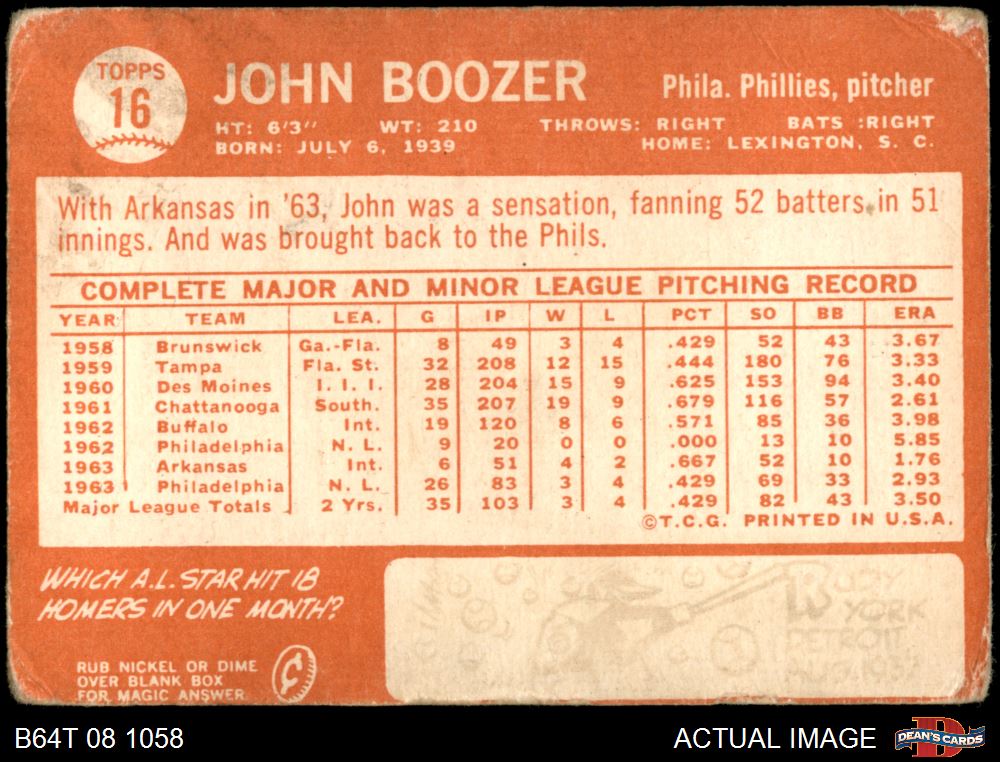 TOPPS
16
JOHN BOOZER
Phila. Phillies, pitcher
HT: 6'3" WT: 210 THROWS: RIGHT BATS :RIGHT
BORN: JULY 6, 1939 HOME: LEXINGTON, S. C.
With Arkansas in '63, John was a sensation, fanning 52 batters in 51
innings. And was brought back to the Phils.
COMPLETE MAJOR AND MINOR LEAGUE PITCHING RECORD
YEAR TEAM LEA. G IP W L PCT SO BB ERA
1958 Brunswick Ga.-Fla. 8 49 3 4 .429 52 43 3.67
1959 Tampa Fla. St. 32 208 12 15 .444 180 76 3.33
1960 Des Moines I. I. I. 28 204 15 9 .625 153 94 3.40
1961 Chattanooga South. 35 207 19 9 .679 116 57 2.61
1962 Buffalo Int. 19 120 8 6 .571 85 36 3.98
1962 Philadelphia N. L. 9 20 0 0 .000 13 10 5.85
1963 Arkansas Int. 6 51 4 2 .667 52 10 1.76
1963 Philadelphia N. L. 26 83 3 4 .429 69 33 2.93
Major League Totals 2 Yrs. 35 103 3 4 .429 82 43 3.50
©T.C.G. PRINTED IN U.S.A.
WHICH A.L. STAR HIT 18
HOMERS IN ONE MONTH?
RUB NICKEL OR DIME
OVER BLANK BOX
FOR MAGIC ANSWER
¢
RUDY
YORK
DETROIT
B64T 08 1058
ACTUAL IMAGE
D
DEAN'S CARDS